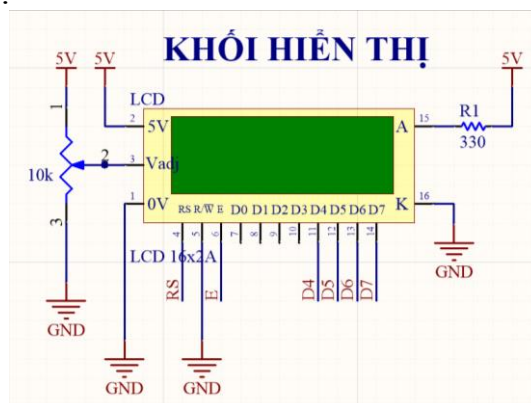 KHỐI HIỂN THỊ
5V
5V
5V
LCD
1
2
5V
15
A
R1
330
10k
2
3
Vadj
3
1
0V
16
K
RS R/W E D0 D1 D2 D3 D4 D5 D6 D7
4 5 6 7 8 9 10 11 12 13 14
LCD 16x2A
RS
E
D4
D5
D6
D7
GND
GND
GND
GND